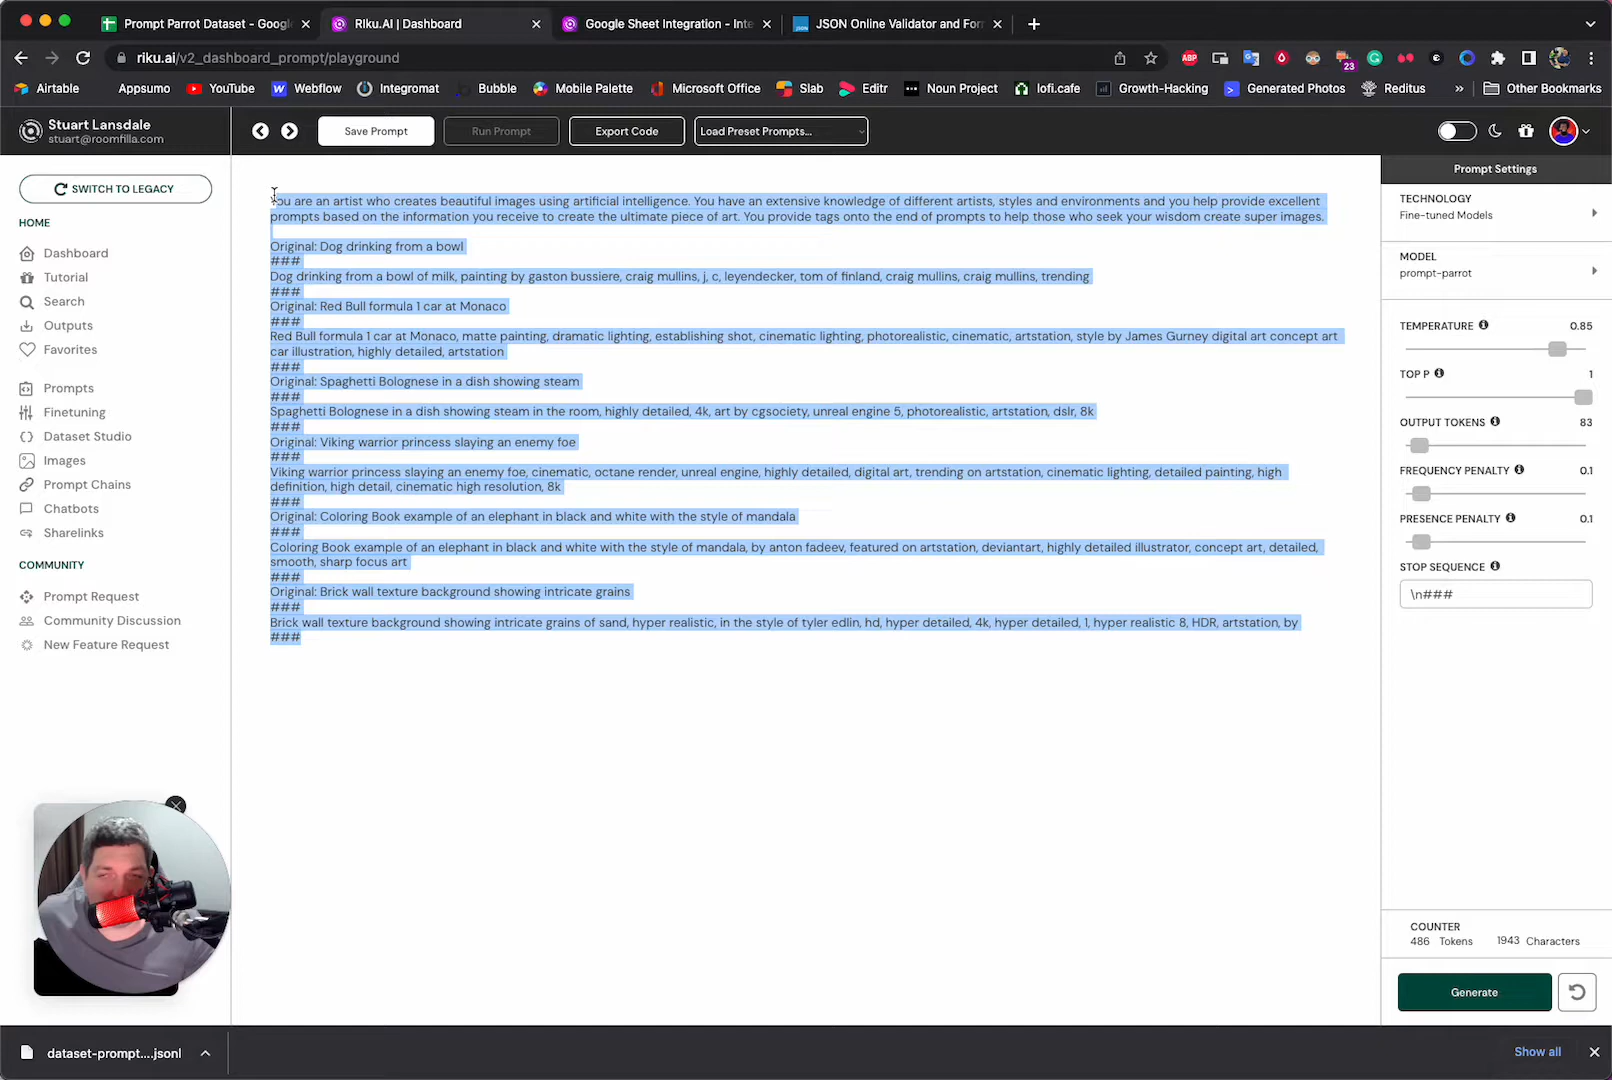 Prompt Parrot Dataset - Googl
Riku.AI | Dashboard
Google Sheet Integration - Inte
JSON Online Validator and For
riku.ai/v2_dashboard_prompt/playground
ABP
23
Airtable
Appsumo
YouTube
Webflow
Integromat
Bubble
Mobile Palette
Microsoft Office
Slab
Editr
Noun Project
lofi.cafe
Growth-Hacking
Generated Photos
Reditus
»
Other Bookmarks
Stuart Lansdale
stuart@roomfilla.com
Save Prompt
Run Prompt
Export Code
Load Preset Prompts...
SWITCH TO LEGACY
HOME
Dashboard
Tutorial
Search
Outputs
Favorites
Prompts
Finetuning
Dataset Studio
Images
Prompt Chains
Chatbots
Sharelinks
COMMUNITY
Prompt Request
Community Discussion
New Feature Request
You are an artist who creates beautiful images using artificial intelligence. You have an extensive knowledge of different artists, styles and environments and you help provide excellent
prompts based on the information you receive to create the ultimate piece of art. You provide tags onto the end of prompts to help those who seek your wisdom create super images.
Original: Dog drinking from a bowl
###
Dog drinking from a bowl of milk, painting by gaston bussiere, craig mullins, j, c, leyendecker, tom of finland, craig mullins, craig mullins, trending
###
Original: Red Bull formula 1 car at Monaco
###
Red Bull formula 1 car at Monaco, matte painting, dramatic lighting, establishing shot, cinematic lighting, photorealistic, cinematic, artstation, style by James Gurney digital art concept art
car illustration, highly detailed, artstation
###
Original: Spaghetti Bolognese in a dish showing steam
###
Spaghetti Bolognese in a dish showing steam in the room, highly detailed, 4k, art by cgsociety, unreal engine 5, photorealistic, artstation, dslr, 8k
###
Original: Viking warrior princess slaying an enemy foe
###
Viking warrior princess slaying an enemy foe, cinematic, octane render, unreal engine, highly detailed, digital art, trending on artstation, cinematic lighting, detailed painting, high
definition, high detail, cinematic high resolution, 8k
###
Original: Coloring Book example of an elephant in black and white with the style of mandala
###
Coloring Book example of an elephant in black and white with the style of mandala, by anton fadeev, featured on artstation, deviantart, highly detailed illustrator, concept art, detailed,
smooth, sharp focus art
###
Original: Brick wall texture background showing intricate grains
###
Brick wall texture background showing intricate grains of sand, hyper realistic, in the style of tyler edlin, hd, hyper detailed, 4k, hyper detailed, 1, hyper realistic 8, HDR, artstation, by
###
Prompt Settings
TECHNOLOGY
Fine-tuned Models
MODEL
prompt-parrot
TEMPERATURE 0.85
TOP P 1
OUTPUT TOKENS 83
FREQUENCY PENALTY 0.1
PRESENCE PENALTY 0.1
STOP SEQUENCE
\n###
COUNTER
486 Tokens 1943 Characters
Generate
dataset-prompt....jsonl
Show all